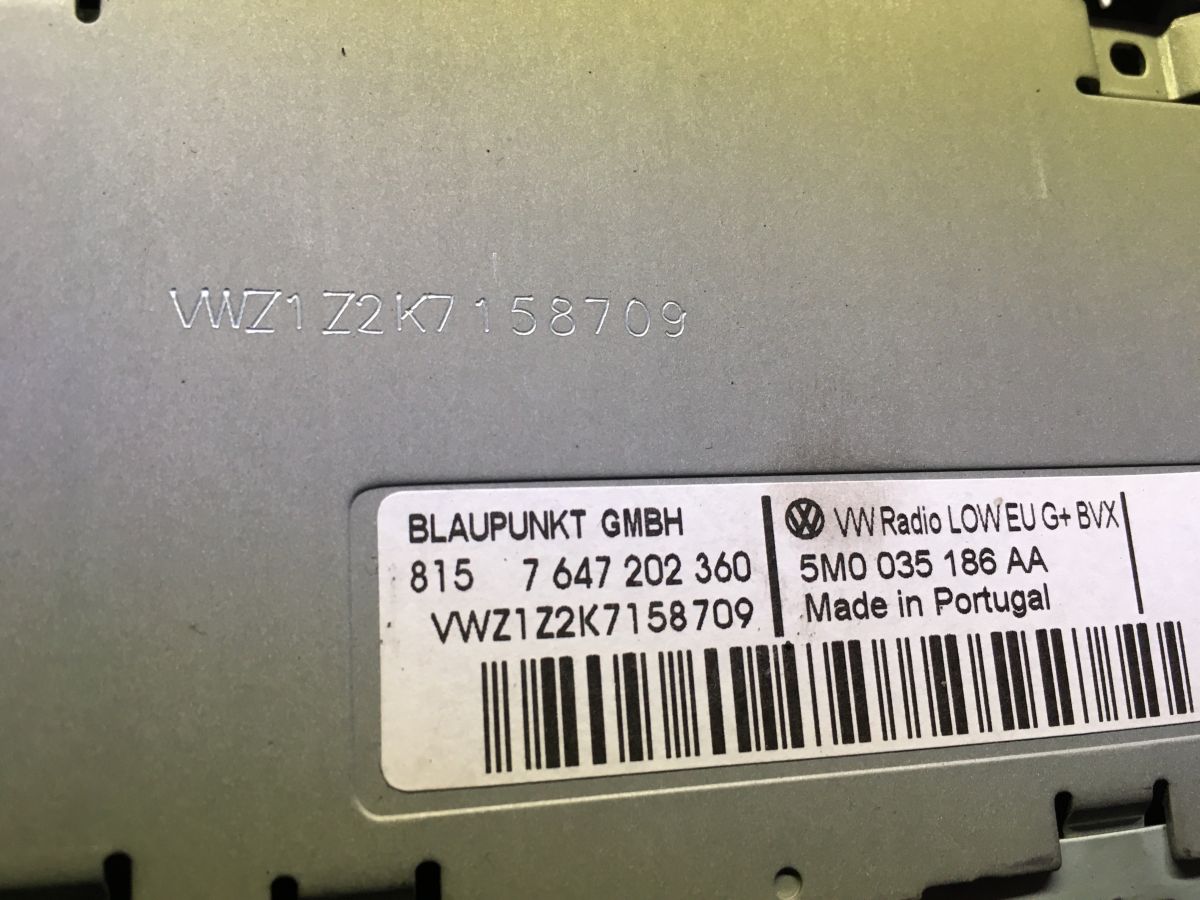 VWZ1Z2K7158709
BLAUPUNKT GMBH
815 7 647 202 360
VWZ1Z2K7158709
VW Radio LOW EU G+ BVX
5M0 035 186 AA
Made in Portugal